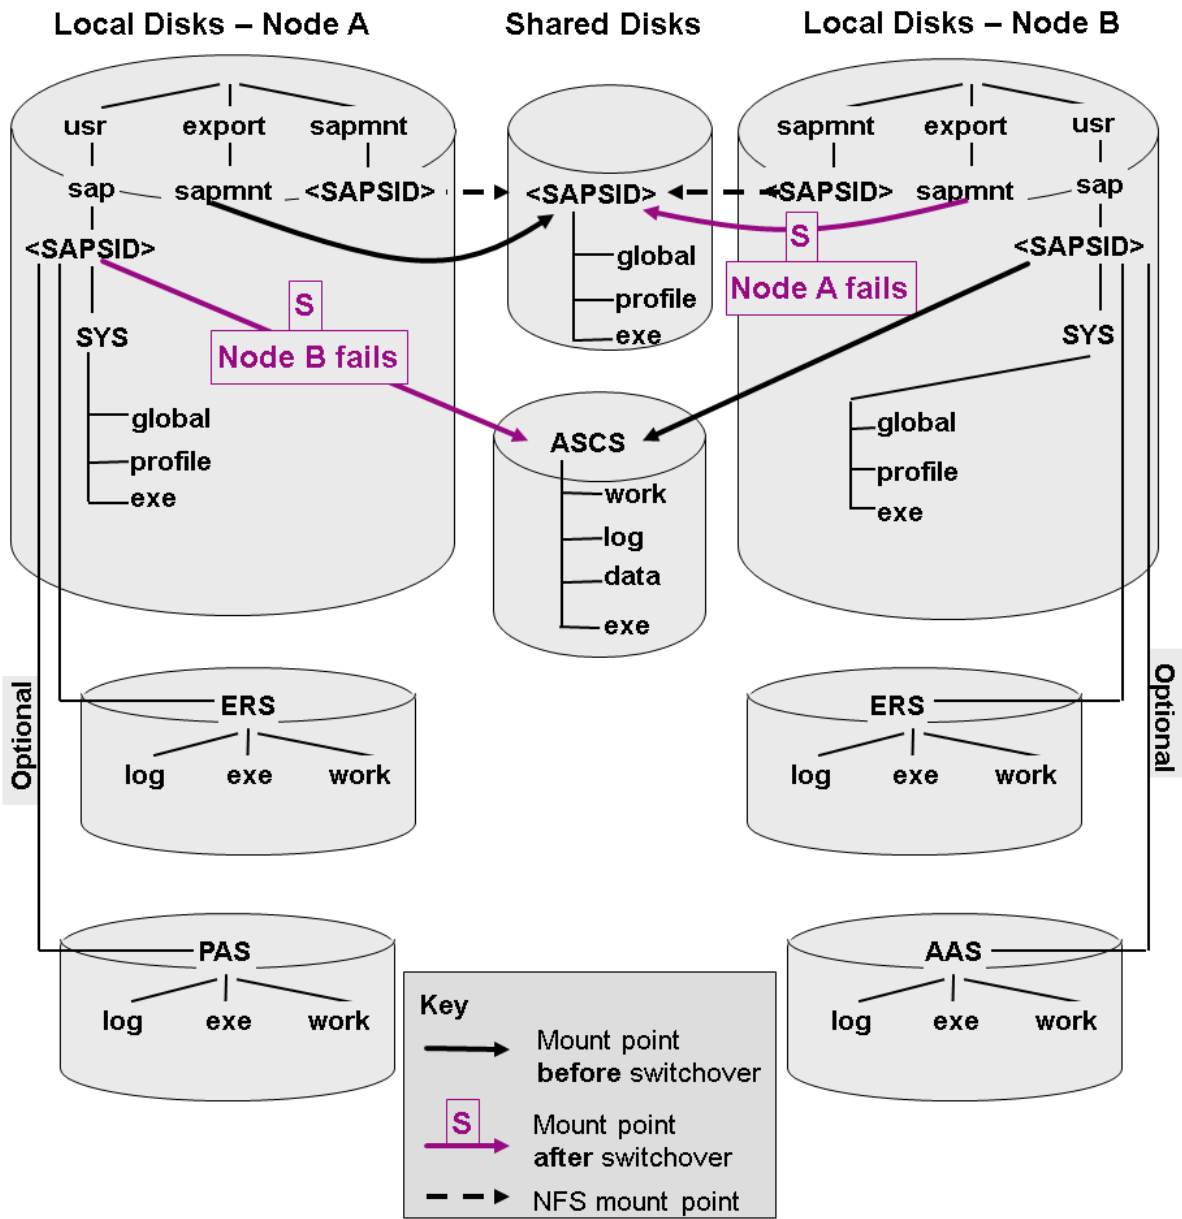 Local Disks – Node A
Shared Disks
Local Disks – Node B
usr
export
sapmnt
sap
sapmnt
<SAPSID>
<SAPSID>
SYS
global
profile
exe
S
Node B fails
<SAPSID>
global
profile
exe
ASCS
work
log
data
exe
sapmnt
export
usr
<SAPSID>
sapmnt
sap
S
Node A fails
<SAPSID>
SYS
global
profile
exe
Optional
ERS
log
exe
work
ERS
log
exe
work
Optional
PAS
log
exe
work
AAS
log
exe
work
Key
Mount point
before switchover
S
Mount point
after switchover
NFS mount point